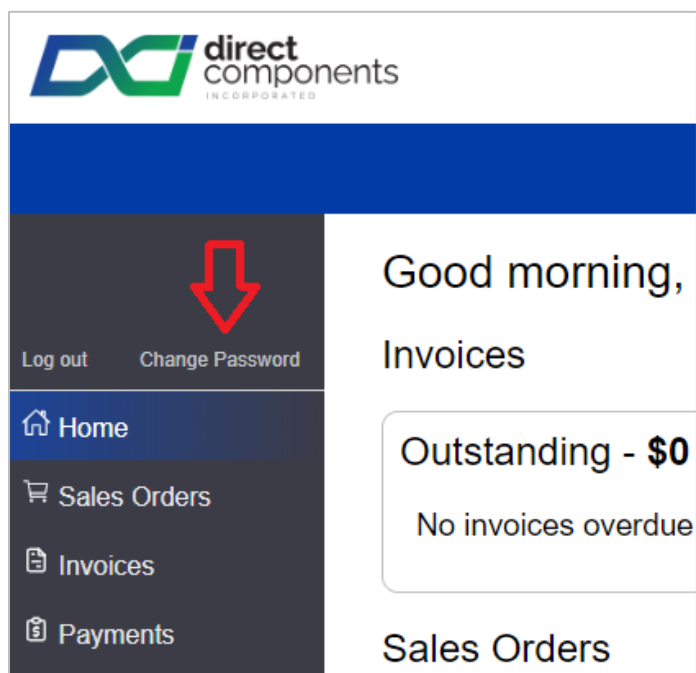 DCI direct
components
INCORPORATED
Good morning,
Log out Change Password
Invoices
Home
Outstanding - $0
Sales Orders
No invoices overdue
Invoices
Payments
Sales Orders